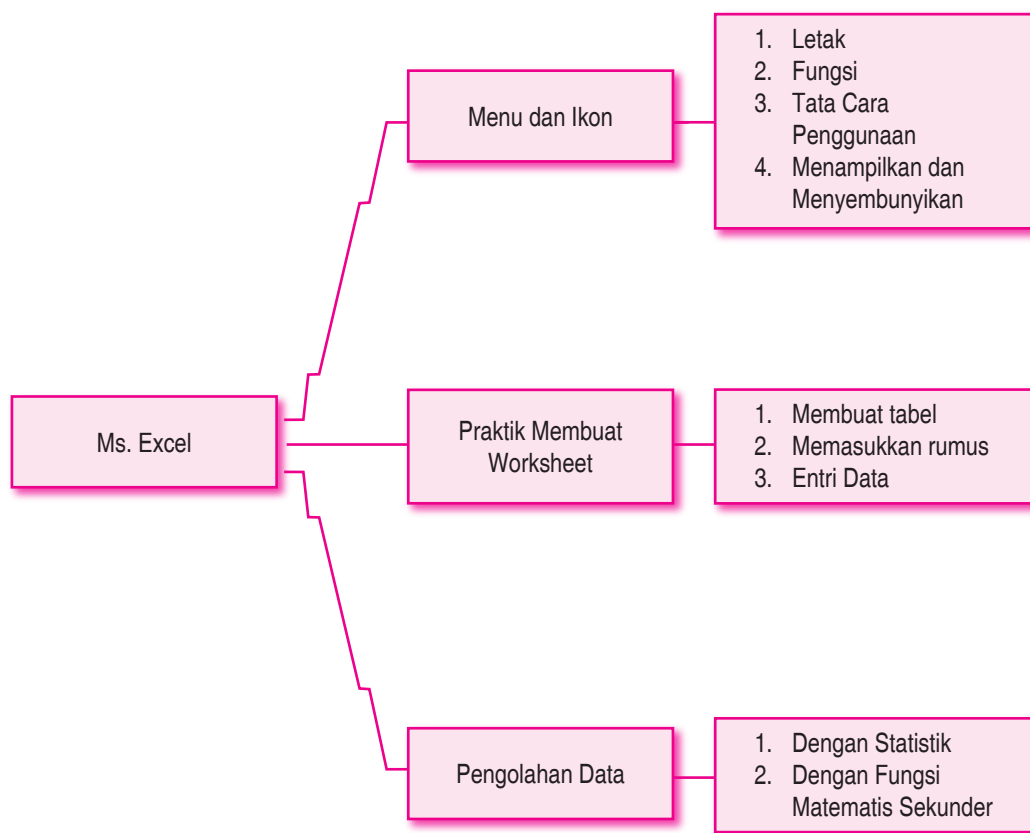 Ms. Excel
Menu dan Ikon
1. Letak
2. Fungsi
3. Tata Cara
Penggunaan
4. Menampilkan dan
Menyembunyikan
Praktik Membuat
Worksheet
1. Membuat tabel
2. Memasukkan rumus
3. Entri Data
Pengolahan Data
1. Dengan Statistik
2. Dengan Fungsi
Matematis Sekunder